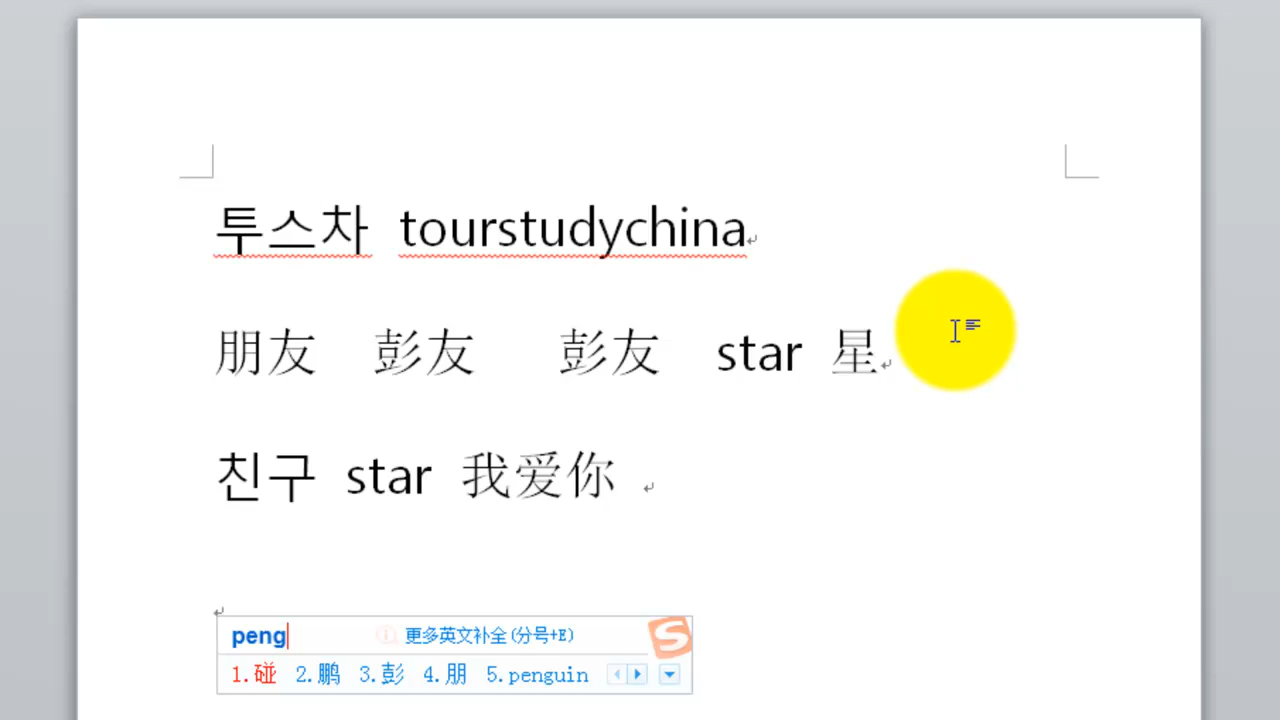 투스차 tourstudychina
朋友 彭友 彭友 star 星
친구 star 我爱你
peng 更多英文补全(分号+E)
1.碰 2.鹏 3.彭 4.朋 5.penguin